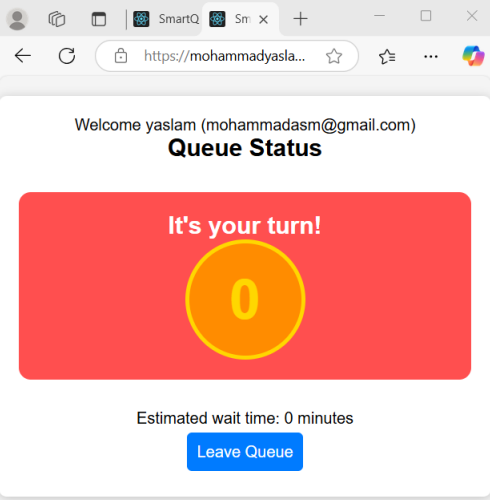 SmartQ
Sm
https://mohammadyasla...
Welcome yaslam (mohammadasm@gmail.com)
Queue Status
It's your turn!
0
Estimated wait time: 0 minutes
Leave Queue